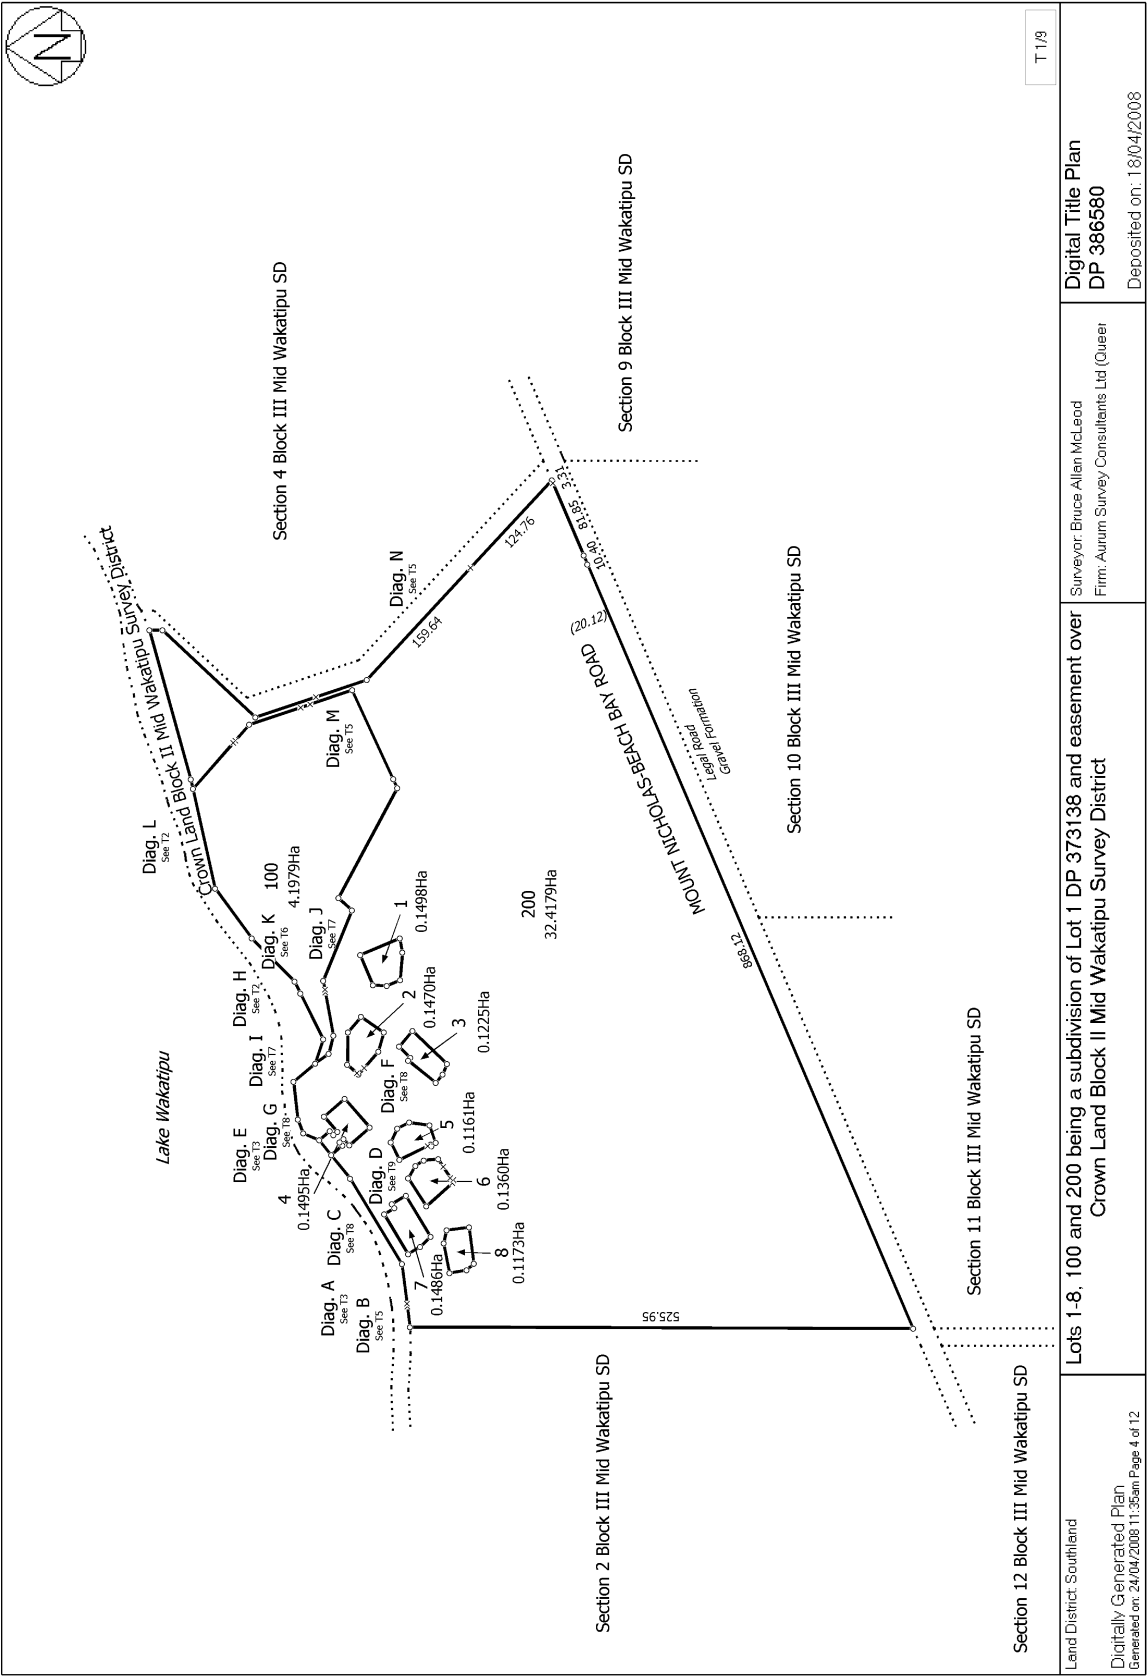 N
T 1/9
Lake Wakatipu
Crown Land Block II Mid Wakatipu Survey District
Section 4 Block III Mid Wakatipu SD
Section 9 Block III Mid Wakatipu SD
Section 10 Block III Mid Wakatipu SD
Section 11 Block III Mid Wakatipu SD
Section 12 Block III Mid Wakatipu SD
Section 2 Block III Mid Wakatipu SD
Diag. A
See T3
Diag. B
See T5
Diag. C
See T8
Diag. D
See T9
Diag. E
See T3
Diag. G
See T8
Diag. I
See T7
Diag. H
See T2
Diag. K
See T6
Diag. J
See T7
Diag. F
See T8
Diag. L
See T2
Diag. M
See T5
Diag. N
See T5
100
4.1979Ha
200
32.4179Ha
1
0.1498Ha
2
0.1470Ha
3
0.1225Ha
4
0.1495Ha
5
0.1161Ha
6
0.1360Ha
7
0.1486Ha
8
0.1173Ha
159.64
124.76
3.31
81.85
10.40
(20.12)
868.12
525.95
MOUNT NICHOLAS-BEACH BAY ROAD
Legal Road
Gravel Formation
Land District: Southland
Digitally Generated Plan
Generated on: 24/04/2008 11:35am Page 4 of 12
Lots 1-8, 100 and 200 being a subdivision of Lot 1 DP 373138 and easement over
Crown Land Block II Mid Wakatipu Survey District
Surveyor: Bruce Allan McLeod
Firm: Aurum Survey Consultants Ltd (Queer
Digital Title Plan
DP 386580
Deposited on: 18/04/2008